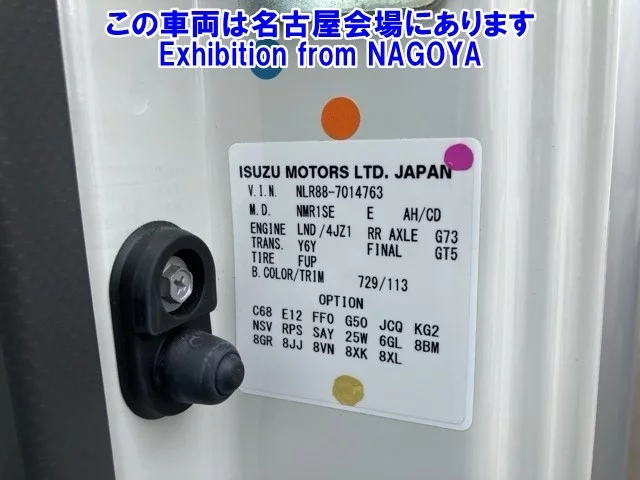 この車両は名古屋会場にあります
Exhibition from NAGOYA
ISUZU MOTORS LTD. JAPAN
V.I.N. NLR88-7014763
M.D. NMR1SE E AH/CD
ENGINE LND/4JZ1 RR AXLE G73
TRANS. Y6Y FINAL GT5
TIRE FUP
B.COLOR/TRIM 729/113
OPTION
C68 E12 FF0 G50 JCQ KG2
NSV RPS SAY 25W 6GL 8BM
8GR 8JJ 8VN 8XK 8XL